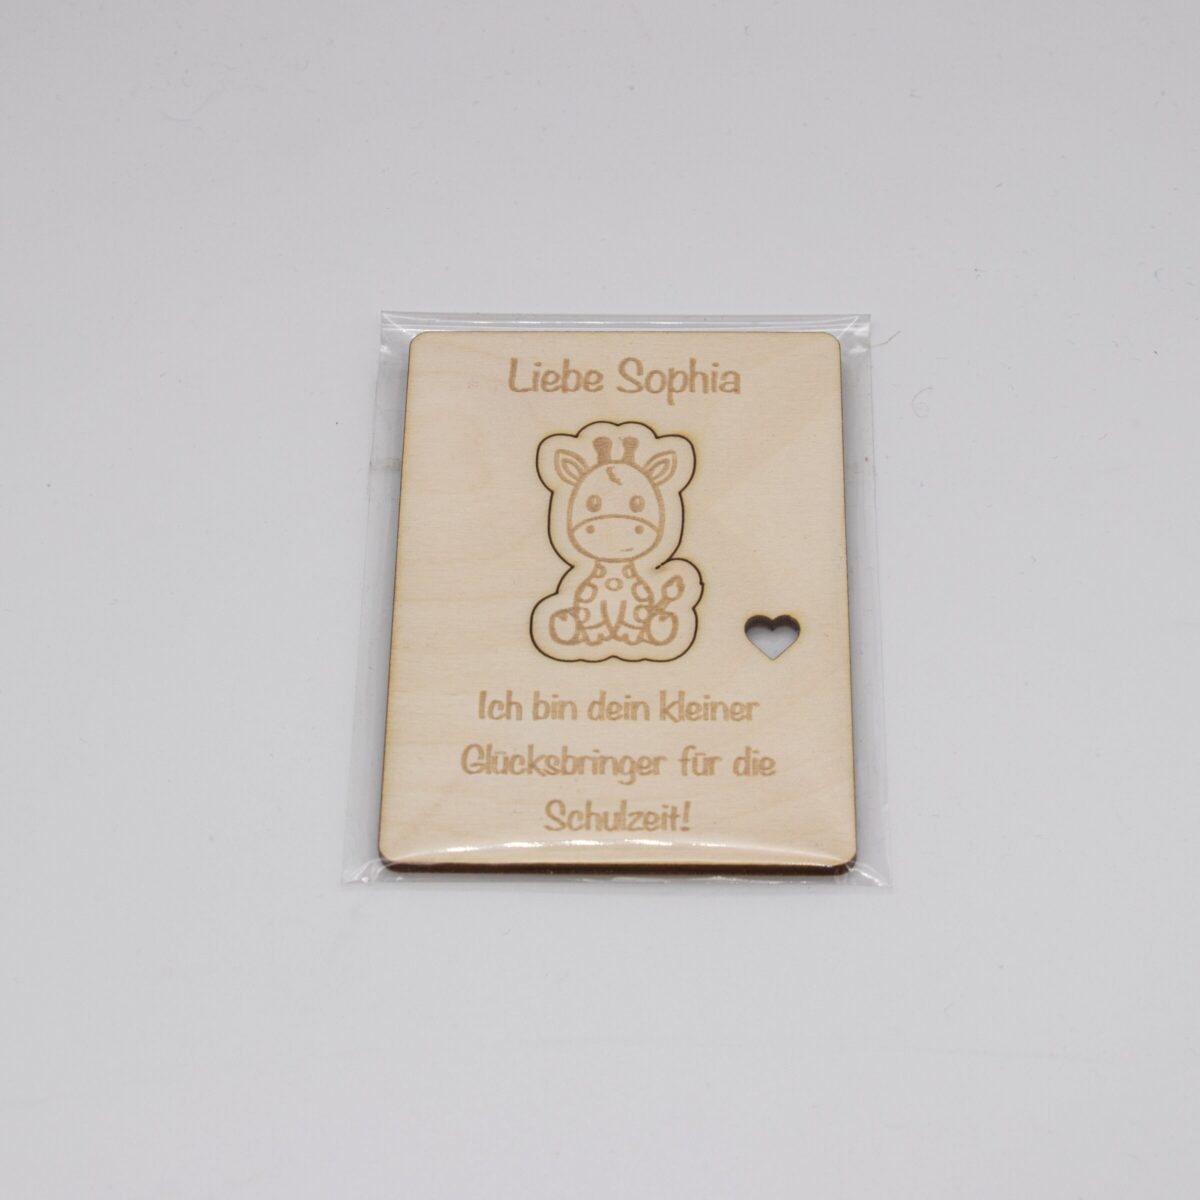 Liebe Sophia
Ich bin dein kleiner
Glücksbringer für die
Schulzeit!